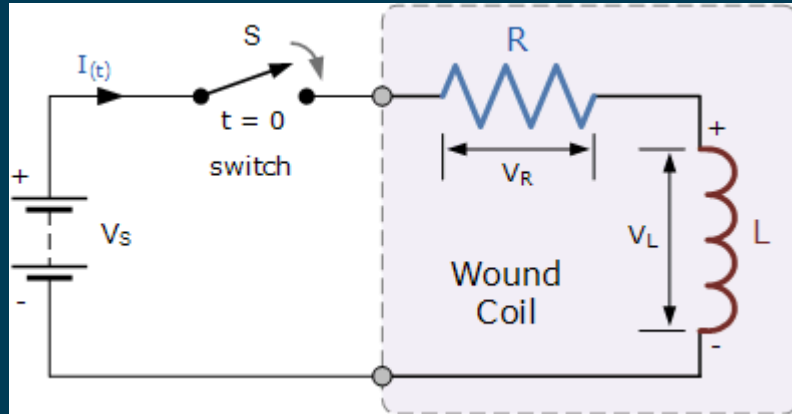 S
R
I(t)
t = 0
switch
+
VS
-
VR
+
VL
L
-
Wound
Coil